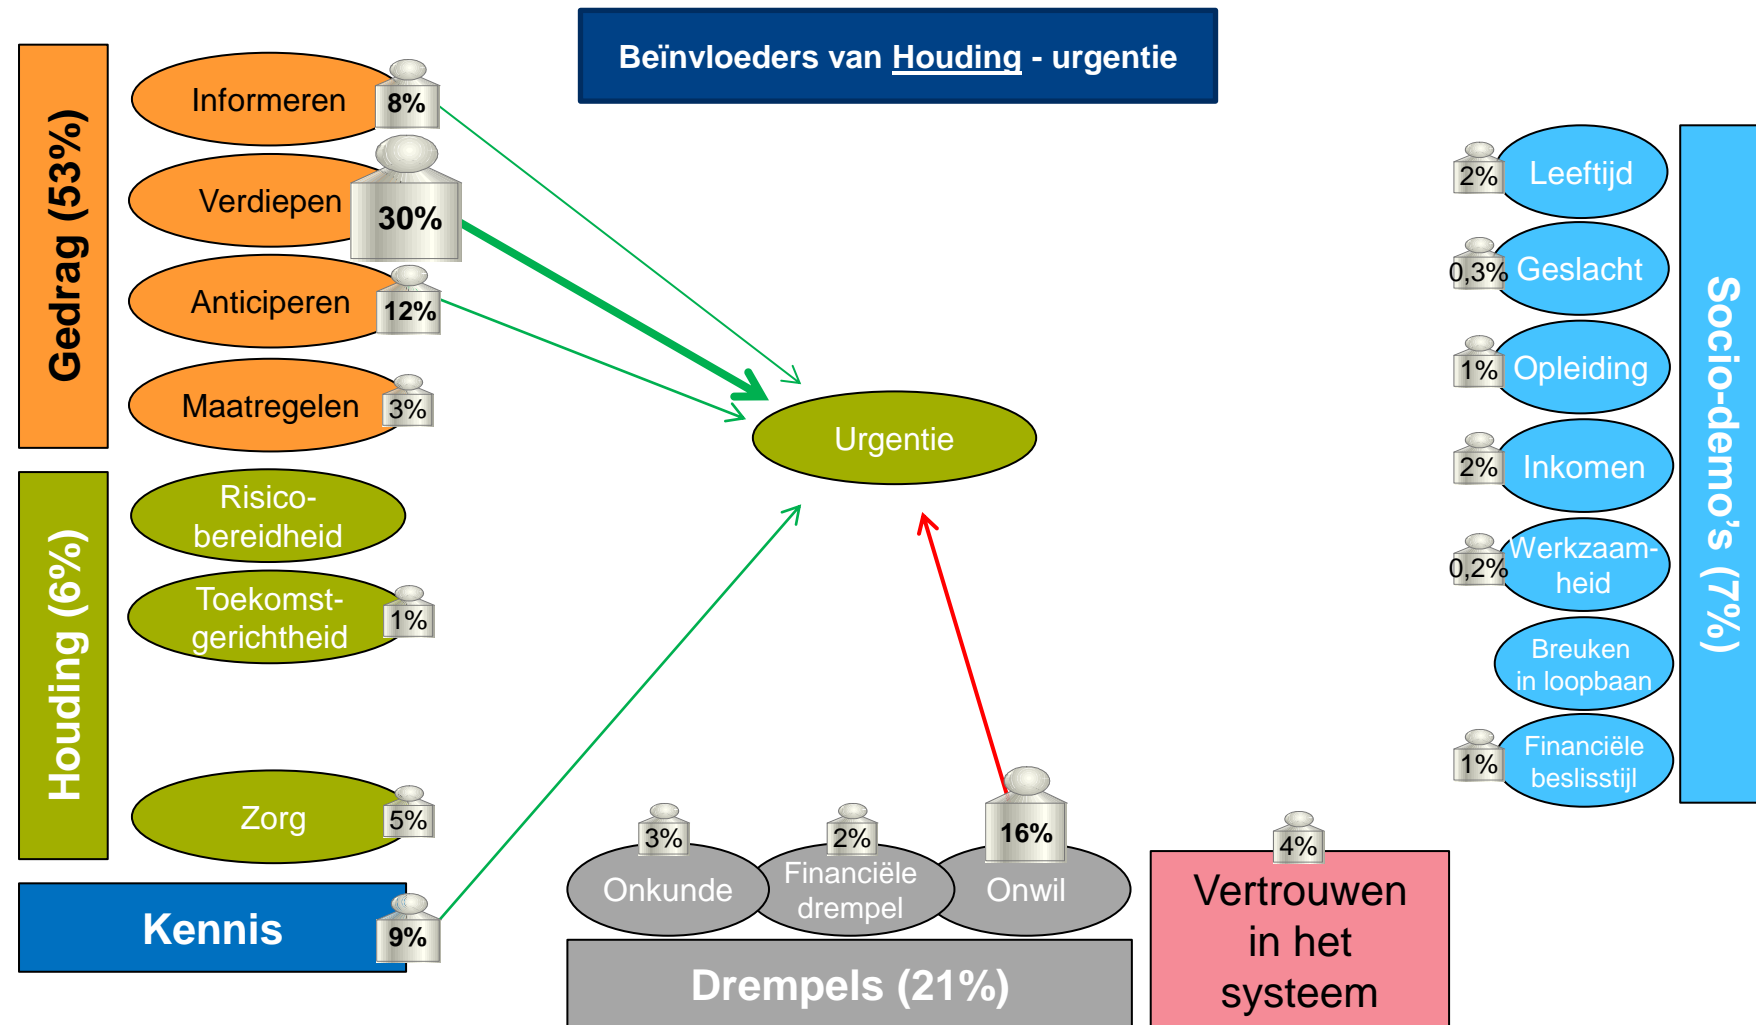 Beïnvloeders van Houding - urgentie
Gedrag (53%)
Informeren
8%
Verdiepen
30%
Anticiperen
12%
Maatregelen
3%
Houding (6%)
Risico-
bereidheid
Toekomst-
gerichtheid
1%
Zorg
5%
Kennis
9%
Urgentie
3%
Onkunde
2%
Financiële
drempel
16%
Onwil
Drempels (21%)
4%
Vertrouwen
in het
systeem
2%
Leeftijd
0,3%
Geslacht
1%
Opleiding
2%
Inkomen
0,2%
Werkzaam-
heid
Breuken
in loopbaan
1%
Financiële
beslisstijl
Socio-demo’s (7%)